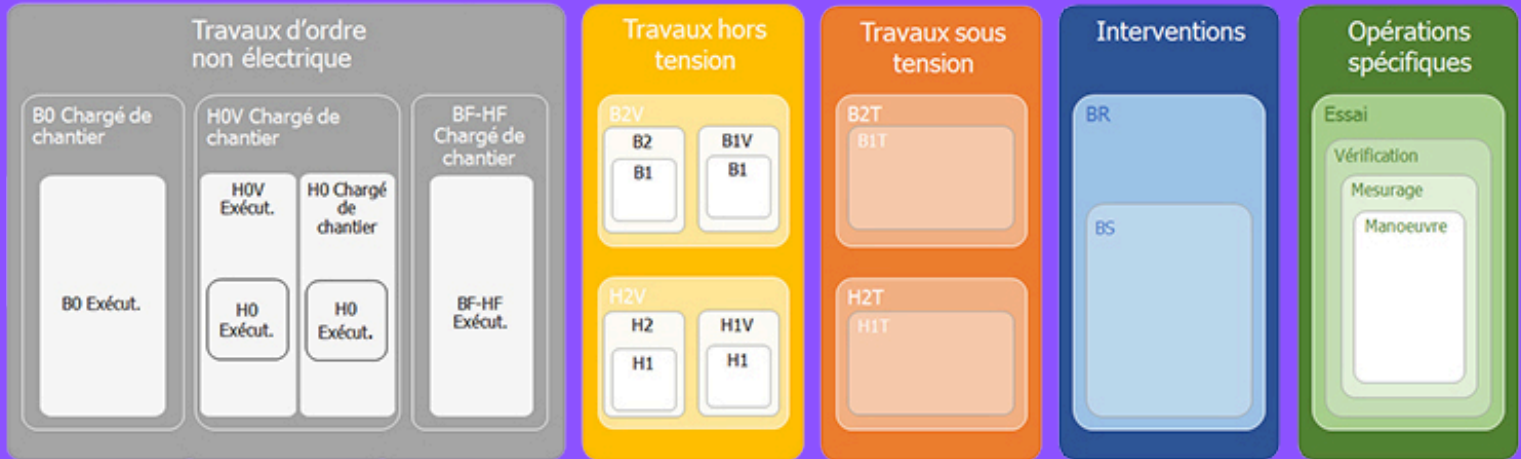 Travaux d'ordre
non électrique
B0 Chargé de
chantier
B0 Exécut.
H0V Chargé de
chantier
H0V
Exécut.
H0
Exécut.
H0 Chargé
de
chantier
H0
Exécut.
BF-HF
Chargé de
chantier
BF-HF
Exécut.
Travaux hors
tension
B2V
B2
B1
B1V
B1
H2V
H2
H1
H1V
H1
Travaux sous
tension
B2T
B1T
H2T
H1T
Interventions
BR
BS
Opérations
spécifiques
Essai
Vérification
Mesurage
Manoeuvre